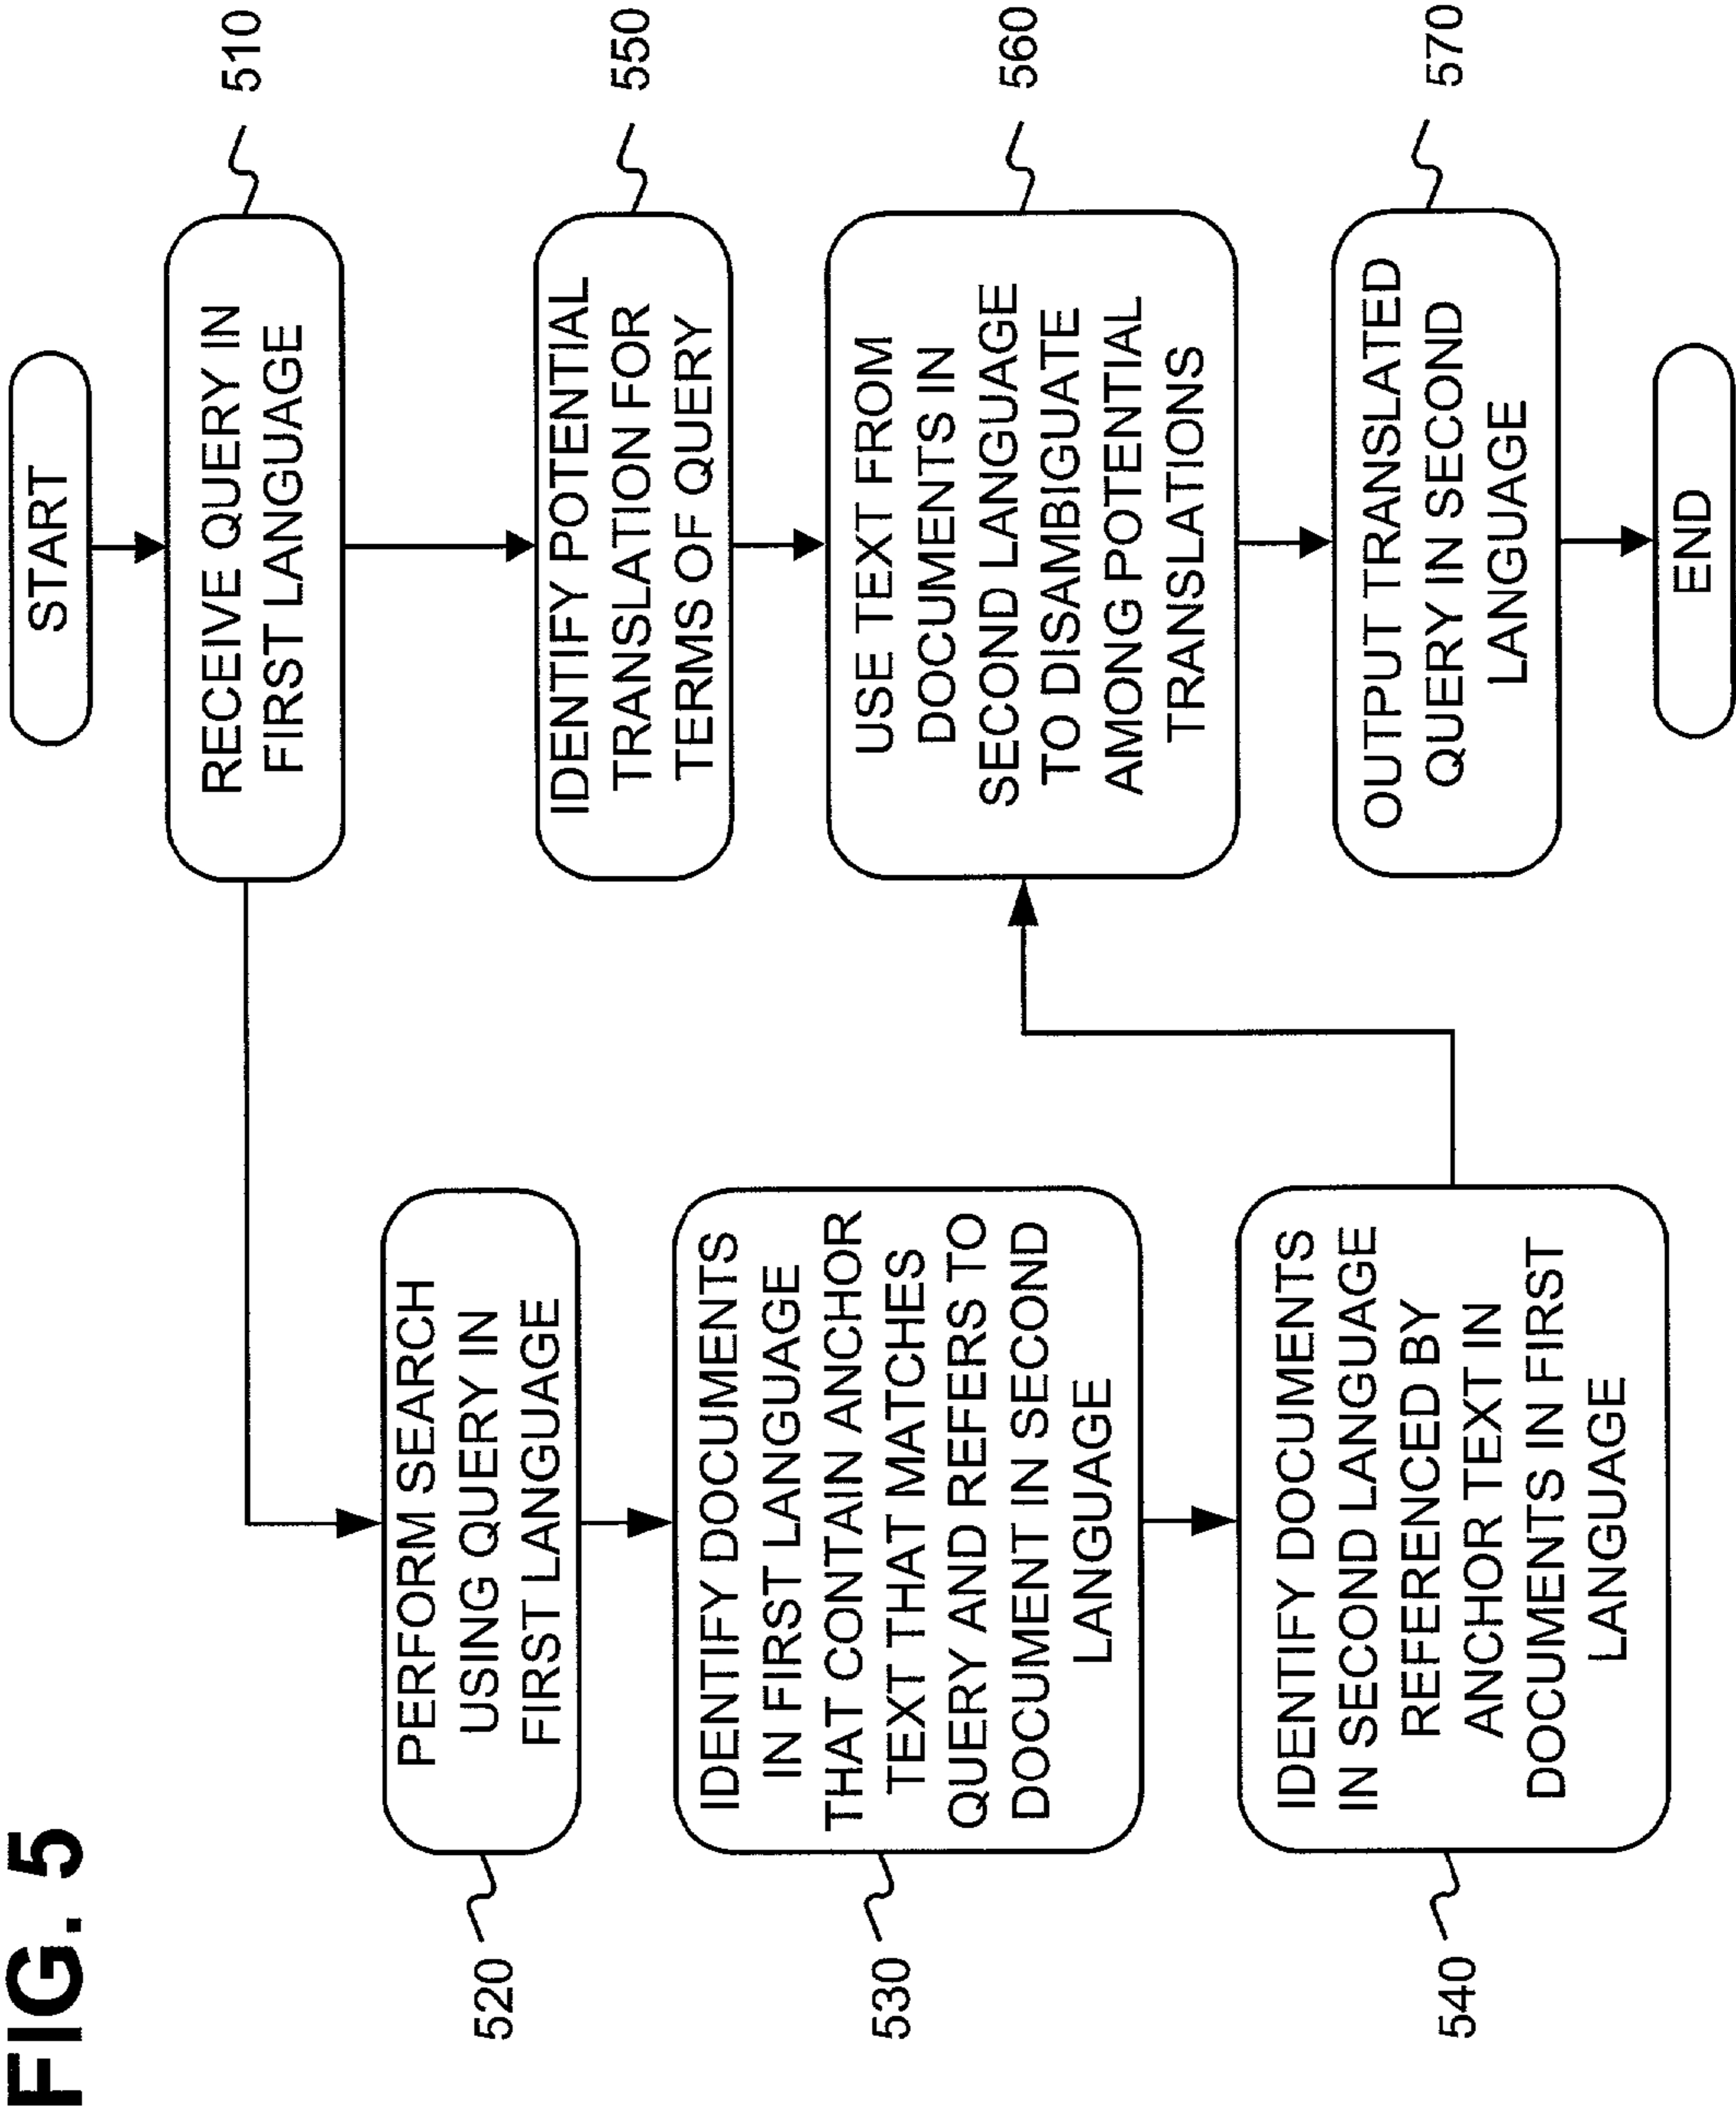 FIG. 5
START
RECEIVE QUERY IN
FIRST LANGUAGE
510
PERFORM SEARCH
USING QUERY IN
FIRST LANGUAGE
520
IDENTIFY DOCUMENTS
IN FIRST LANGUAGE
THAT CONTAIN ANCHOR
TEXT THAT MATCHES
QUERY AND REFERS TO
DOCUMENT IN SECOND
LANGUAGE
530
IDENTIFY DOCUMENTS
IN SECOND LANGUAGE
REFERENCED BY
ANCHOR TEXT IN
DOCUMENTS IN FIRST
LANGUAGE
540
IDENTIFY POTENTIAL
TRANSLATION FOR
TERMS OF QUERY
550
USE TEXT FROM
DOCUMENTS IN
SECOND LANGUAGE
TO DISAMBIGUATE
AMONG POTENTIAL
TRANSLATIONS
560
OUTPUT TRANSLATED
QUERY IN SECOND
LANGUAGE
570
END